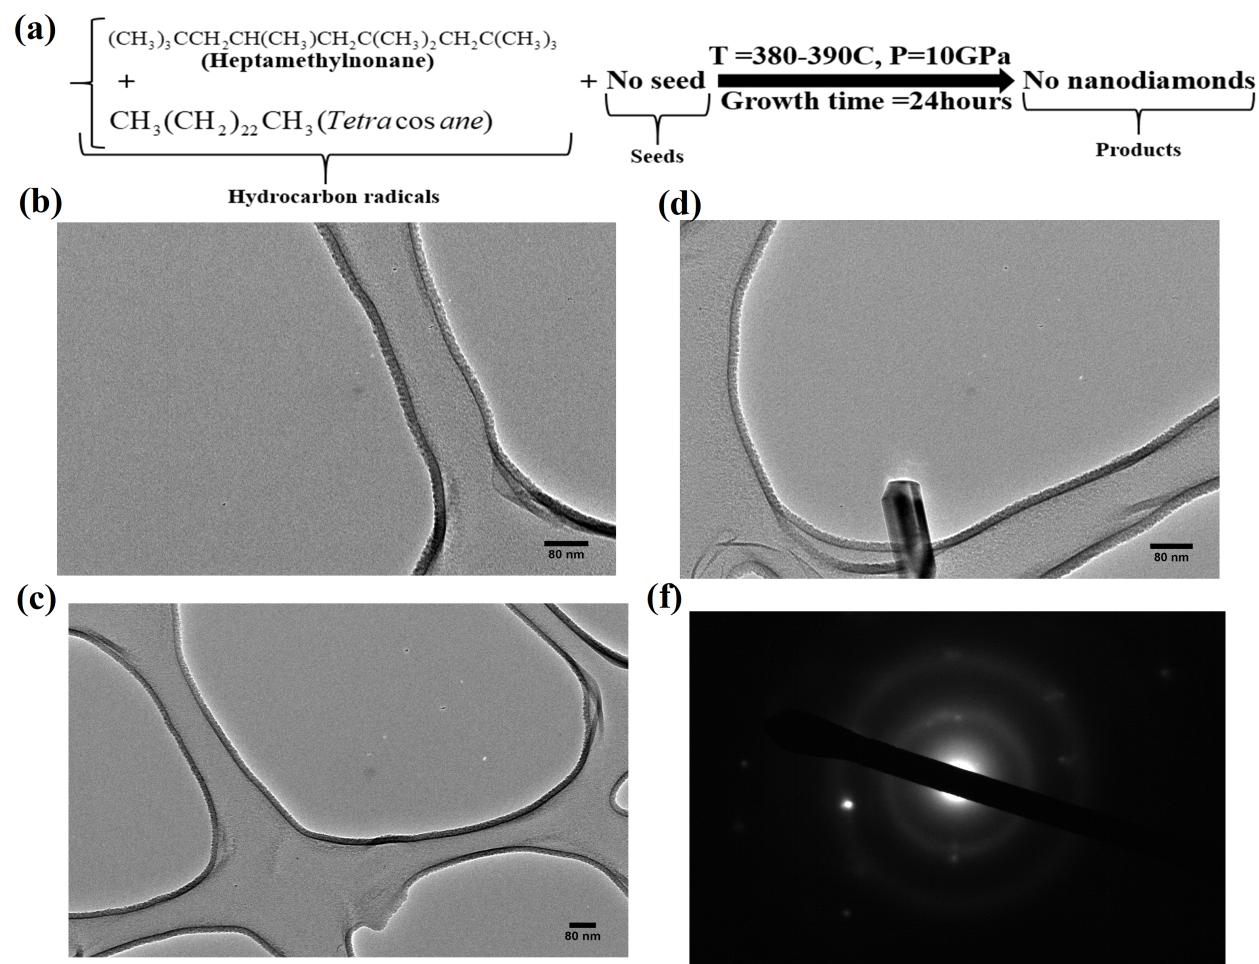 (a)
(CH₃)₃CCH₂CH(CH₃)CH₂C(CH₃)₂CH₂C(CH₃)₃
(Heptamethylnonane)
+
CH₃(CH₂)₂₂CH₃(Tetracosane)
Hydrocarbon radicals
+ No seed
Seeds
T =380-390C, P=10GPa
Growth time =24hours
No nanodiamonds
Products
(b)
80 nm
(d)
80 nm
(c)
80 nm
(f)